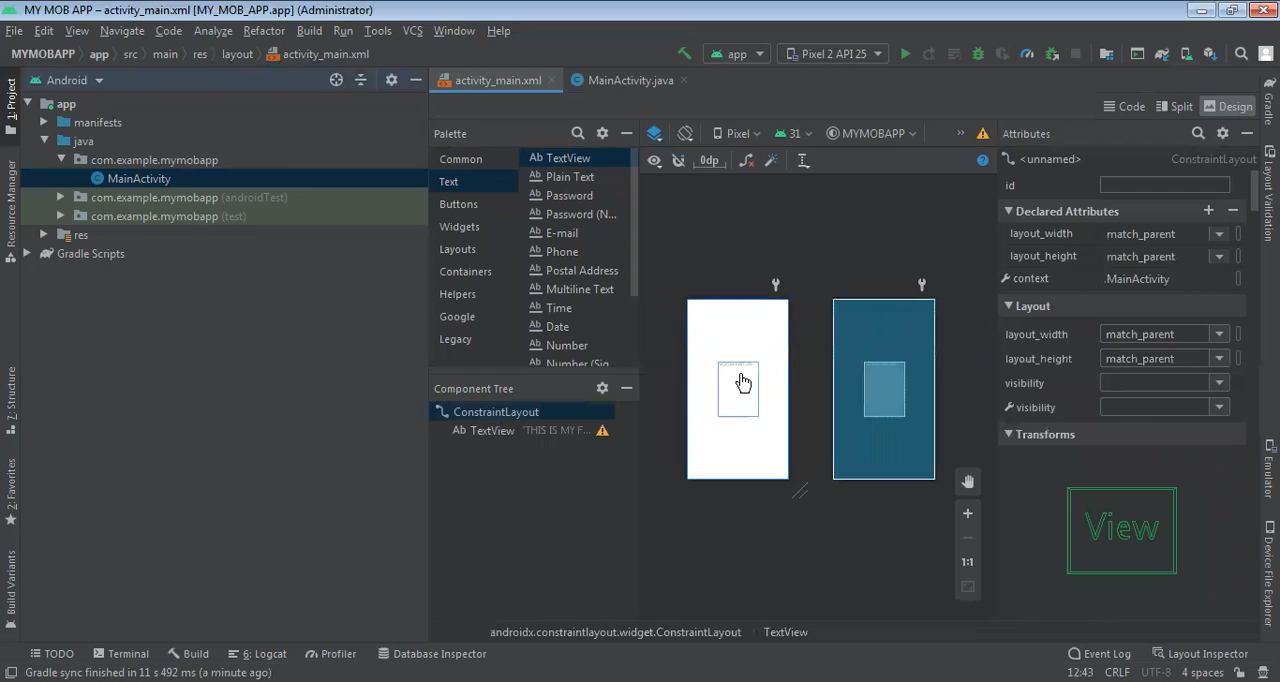 MY MOB APP – activity_main.xml [MY_MOB_APP.app] (Administrator)
File Edit View Navigate Code Analyze Refactor Build Run Tools VCS Window Help
MYMOBAPP app src main res layout activity_main.xml app Pixel 2 API 25
1: Project
Resource Manager
7: Structure
2: Favorites
Build Variants
Android
app
manifests
java
com.example.mymobapp
MainActivity
com.example.mymobapp (androidTest)
com.example.mymobapp (test)
res
Gradle Scripts
activity_main.xml MainActivity.java
Code Split Design
Palette
Common
Text
Buttons
Widgets
Layouts
Containers
Helpers
Google
Legacy
Ab TextView
Ab Plain Text
Ab Password
Ab Password (N...
Ab E-mail
Ab Phone
Ab Postal Address
Ab Multiline Text
Ab Time
Ab Date
Ab Number
Ab Number (Sig
Component Tree
ConstraintLayout
Ab TextView "THIS IS MY F...
Pixel 31 MYMOBAPP »
0dp
1:1
Attributes
<unnamed> ConstraintLayout
id
Declared Attributes
layout_width match_parent
layout_height match_parent
context .MainActivity
Layout
layout_width match_parent
layout_height match_parent
visibility
visibility
Transforms
View
Gradle
Layout Validation
Emulator
Device File Explorer
androidx.constraintlayout.widget.ConstraintLayout TextView
TODO Terminal Build 6: Logcat Profiler Database Inspector Event Log Layout Inspector
Gradle sync finished in 11 s 492 ms (a minute ago) 12:43 CRLF UTF-8 4 spaces